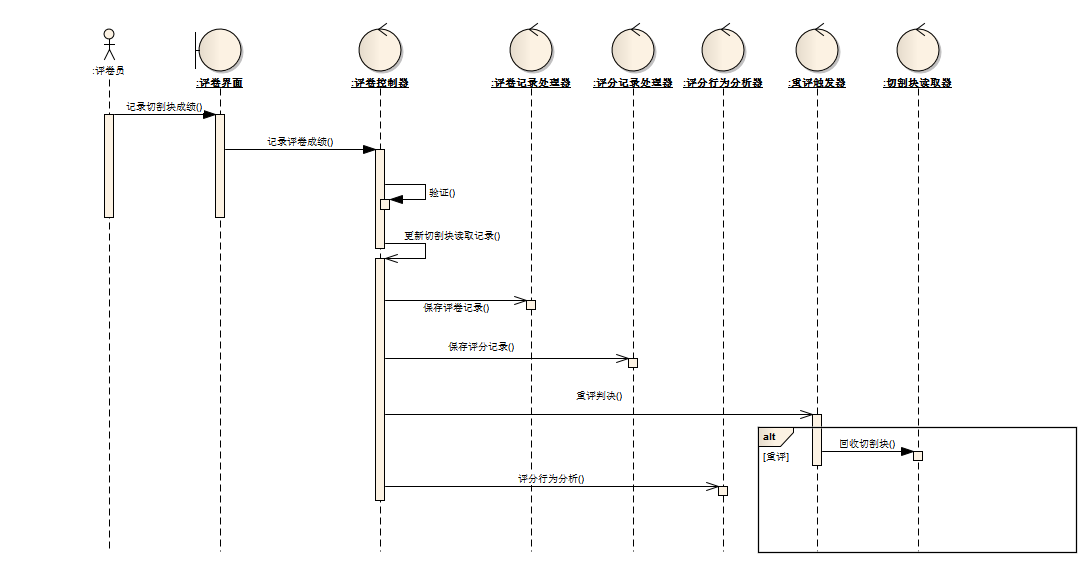 :评卷员
:评卷界面
:评卷控制器
:评卷记录处理器
:评分记录处理器
:评分行为分析器
:重评触发器
:切割块读取器
记录切割块成绩()
记录评卷成绩()
验证()
更新切割块读取记录()
保存评卷记录()
保存评分记录()
重评判决()
alt
回收切割块()
[重评]
评分行为分析()